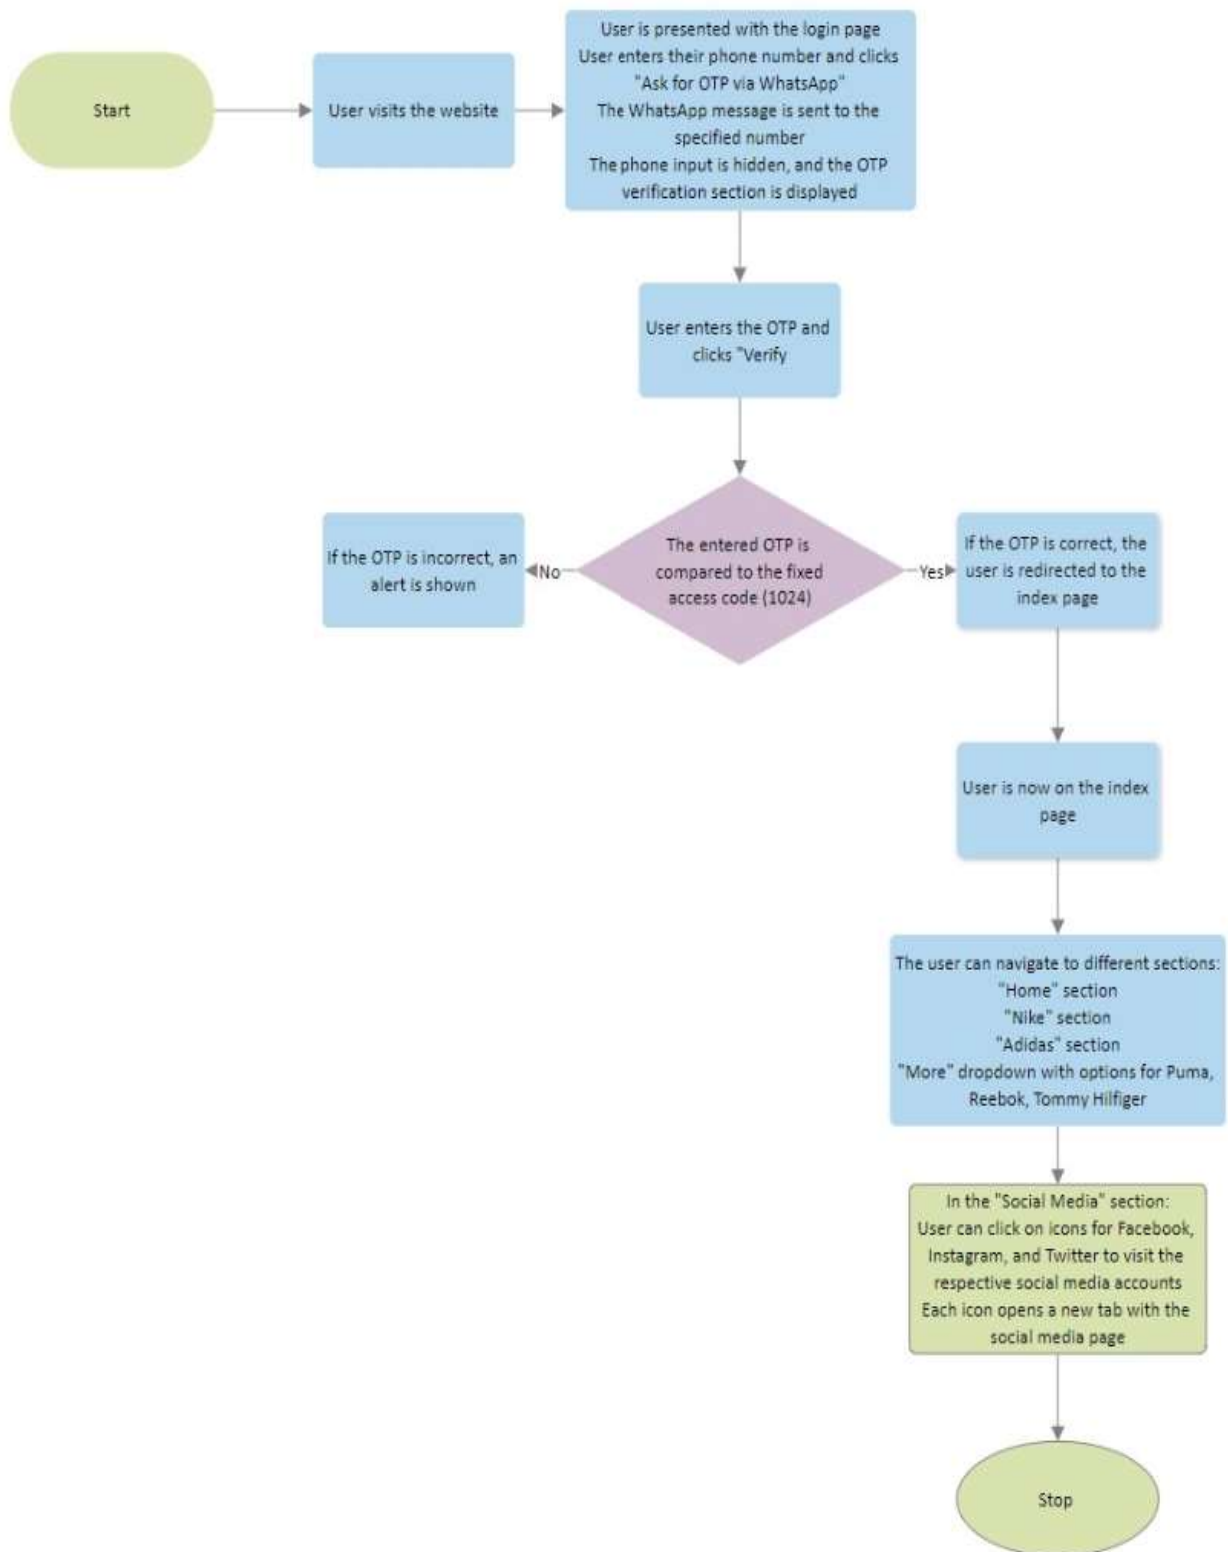 Start
User visits the website
User is presented with the login page
User enters their phone number and clicks
"Ask for OTP via WhatsApp"
The WhatsApp message is sent to the
specified number
The phone input is hidden, and the OTP
verification section is displayed
User enters the OTP and
clicks "Verify
The entered OTP is
compared to the fixed
access code (1024)
No
If the OTP is incorrect, an
alert is shown
Yes
If the OTP is correct, the
user is redirected to the
index page
User is now on the index
page
The user can navigate to different sections:
"Home" section
"Nike" section
"Adidas" section
"More" dropdown with options for Puma,
Reebok, Tommy Hilfiger
In the "Social Media" section:
User can click on icons for Facebook,
Instagram, and Twitter to visit the
respective social media accounts
Each icon opens a new tab with the
social media page
Stop